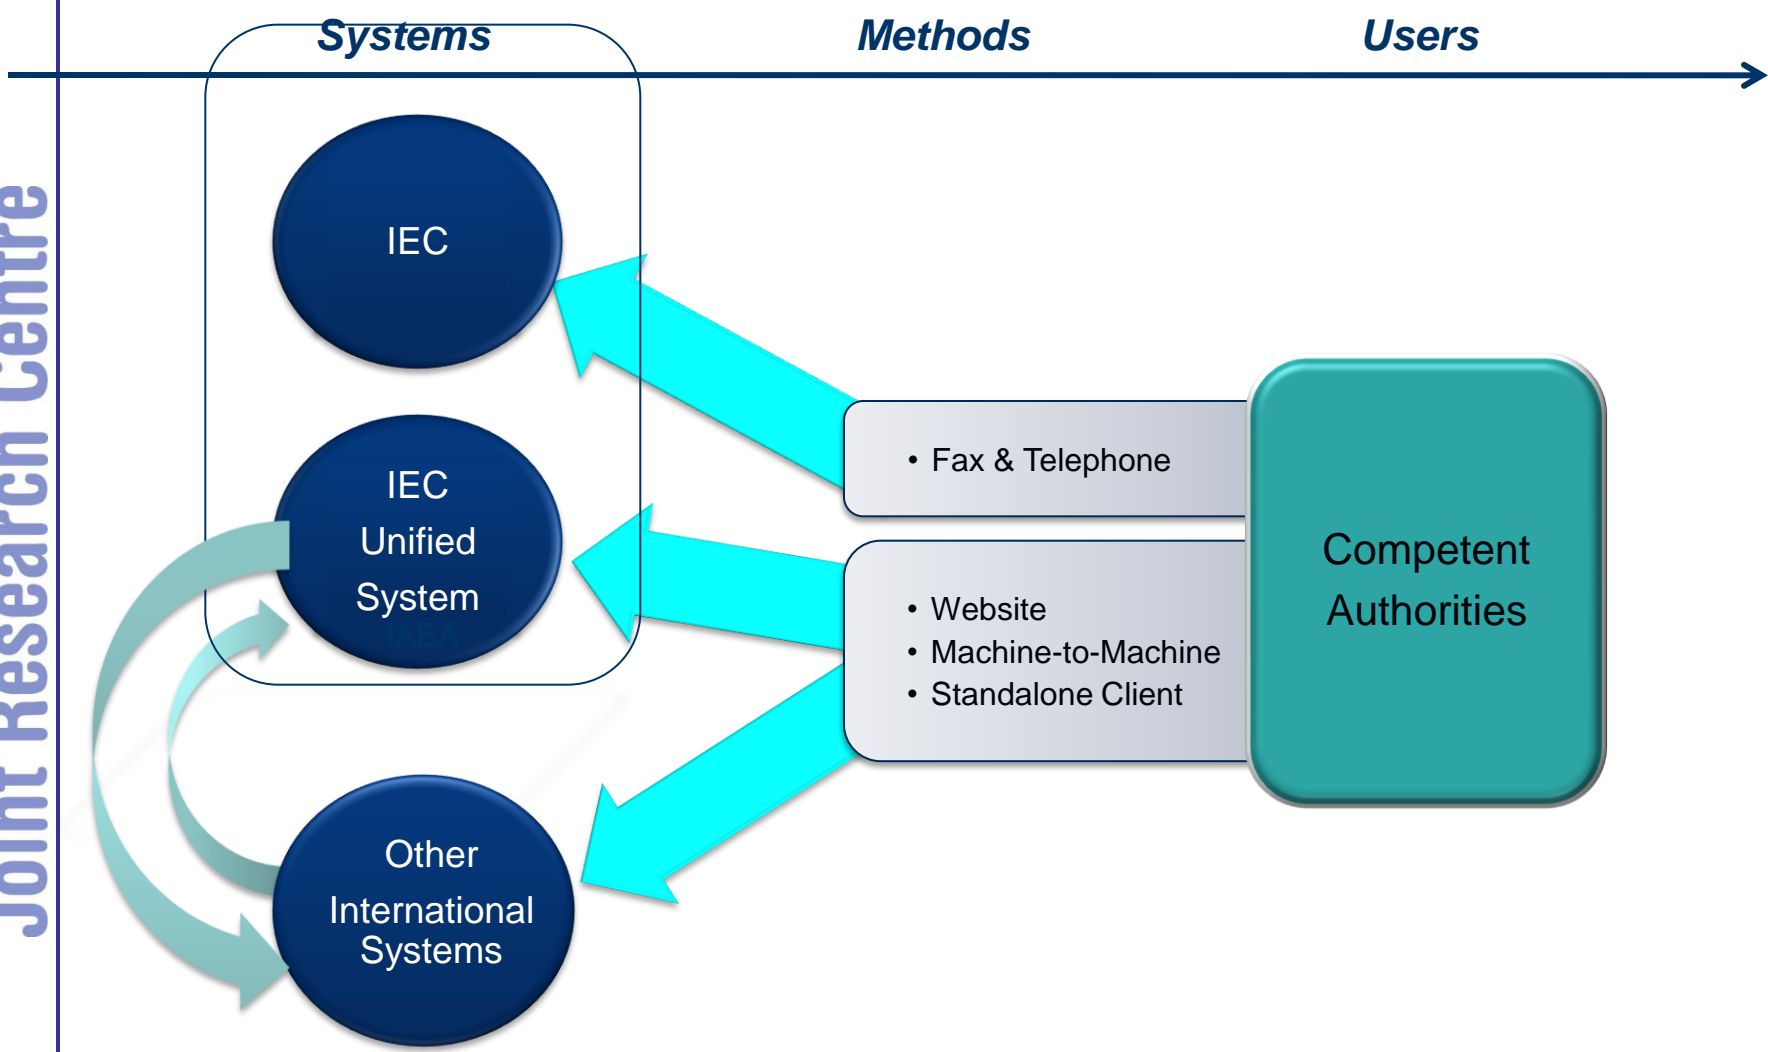 Systems
Methods
Users
Joint Research Centre
IEC
IEC
Unified
System
IAEA
Other
International
Systems
• Fax & Telephone
• Website
• Machine-to-Machine
• Standalone Client
Competent
Authorities